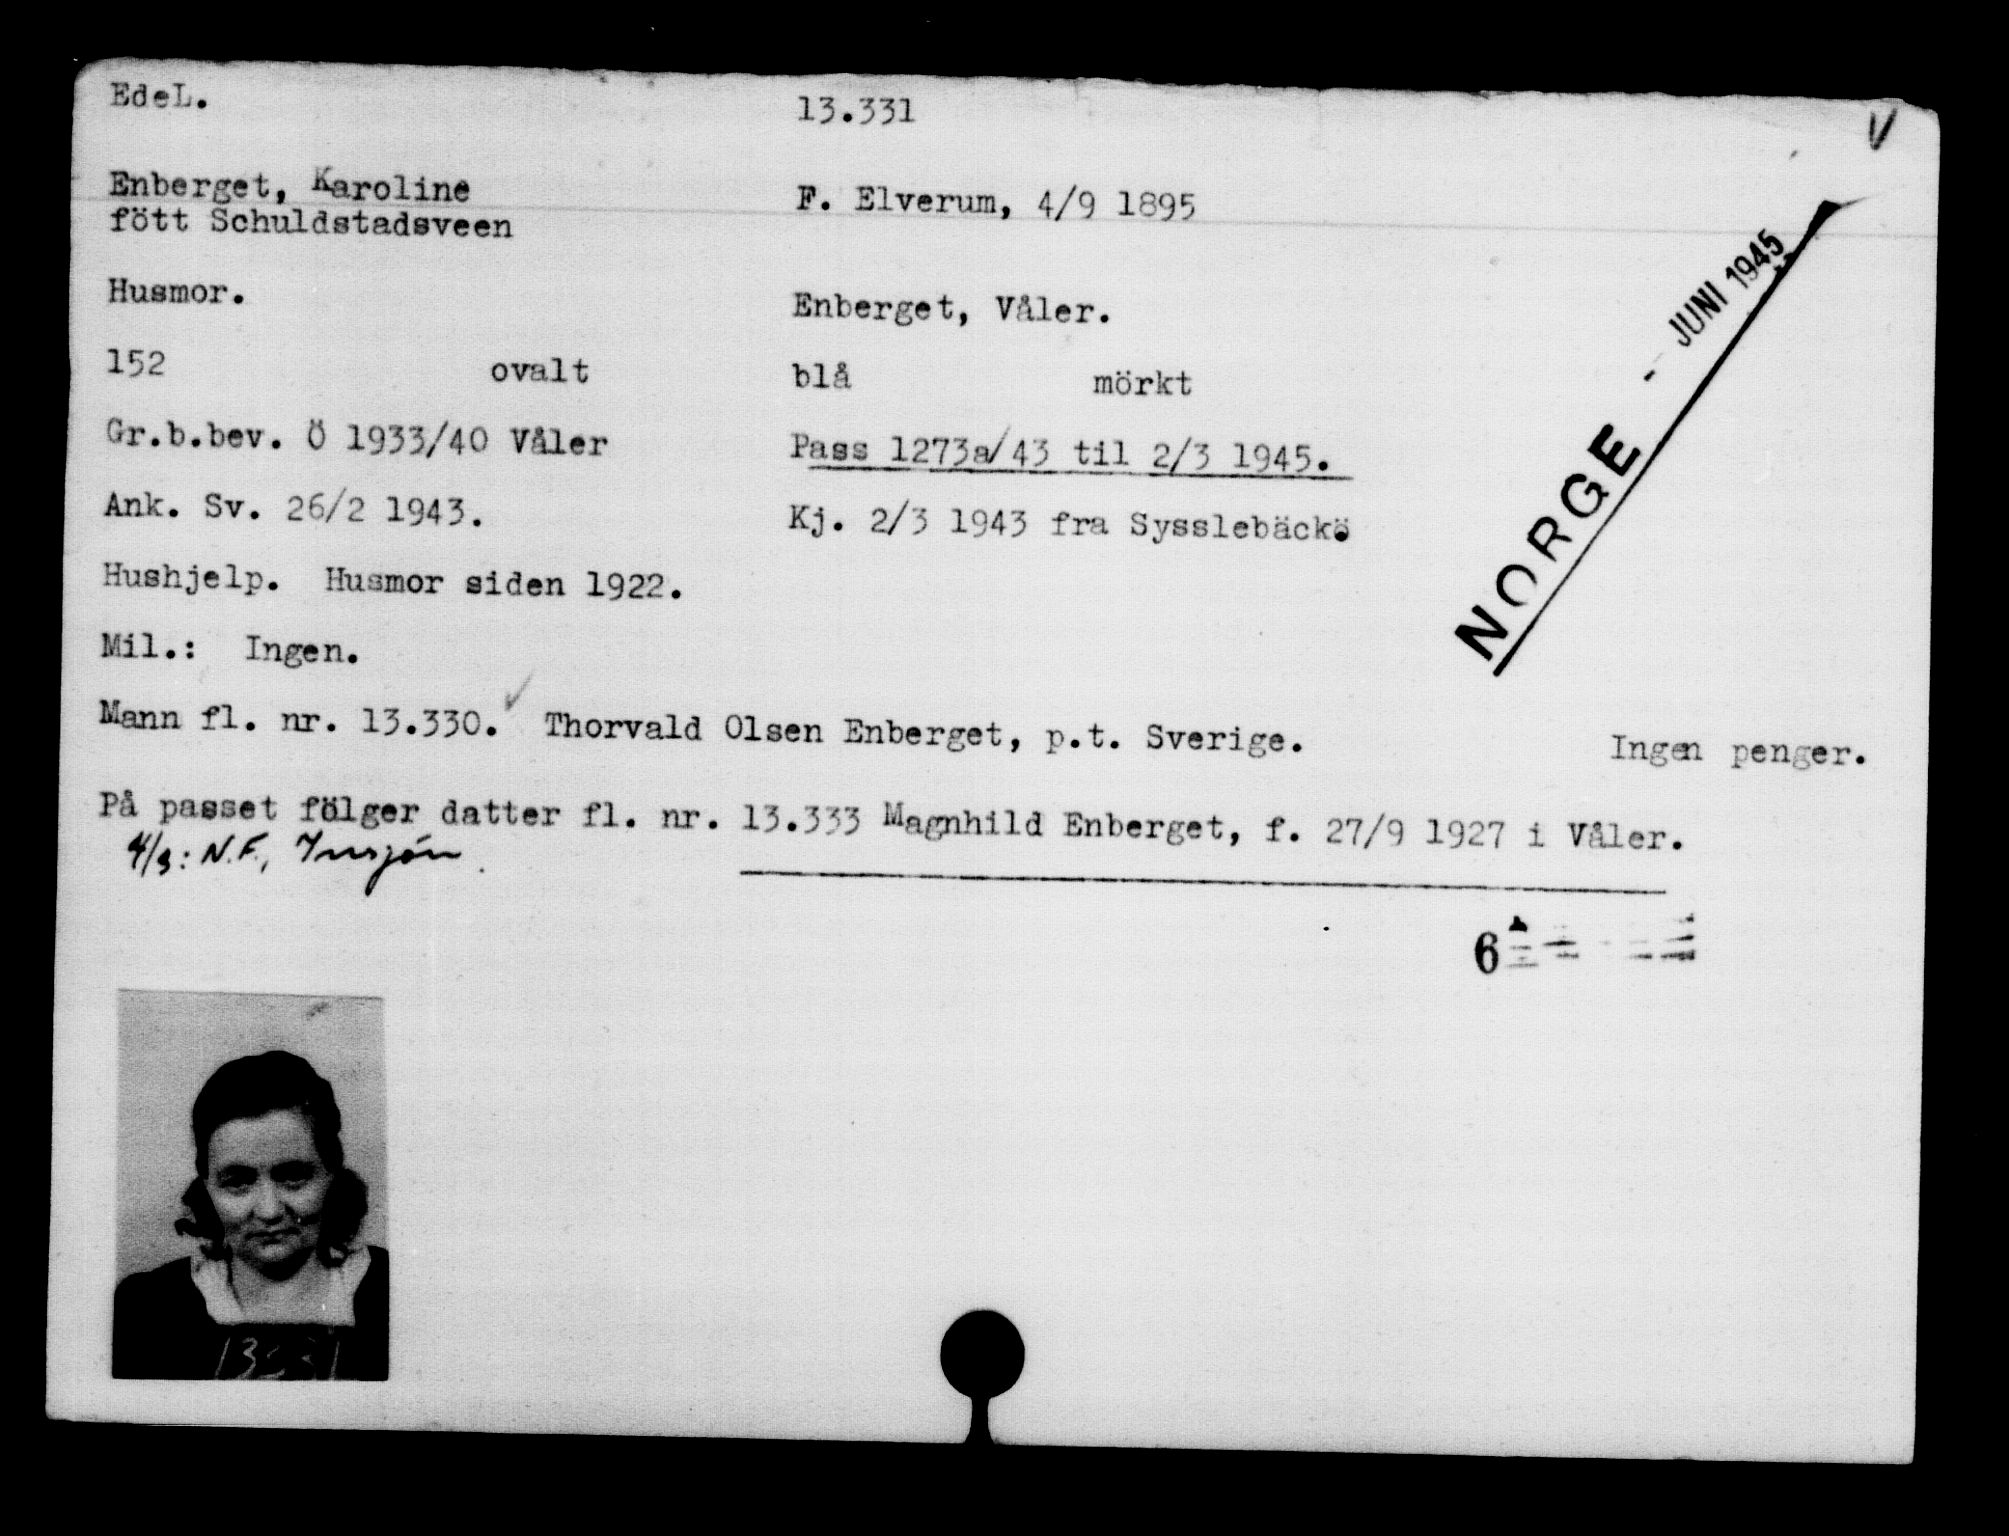 EdeL. 13.331
Enberget, Karoline F. Elverum, 4/9 1895
fött Schuldstadsveen
Husmor. Enberget, Våler.
152 ovalt blå mörkt
Gr.b.bev. Ö 1933/40 Våler Pass 1273a/43 til 2/3 1945.
Ank. Sv. 26/2 1943. Kj. 2/3 1943 fra Sysslebäck.
Hushjelp. Husmor siden 1922.
Mil.: Ingen.
Mann fl. nr. 13.330. Thorvald Olsen Enberget, p.t. Sverige. Ingen penger.
På passet fölger datter fl. nr. 13.333 Magnhild Enberget, f. 27/9 1927 i Våler.
4/3: N.F., Insjön.
NORGE - JUNI 1945
6